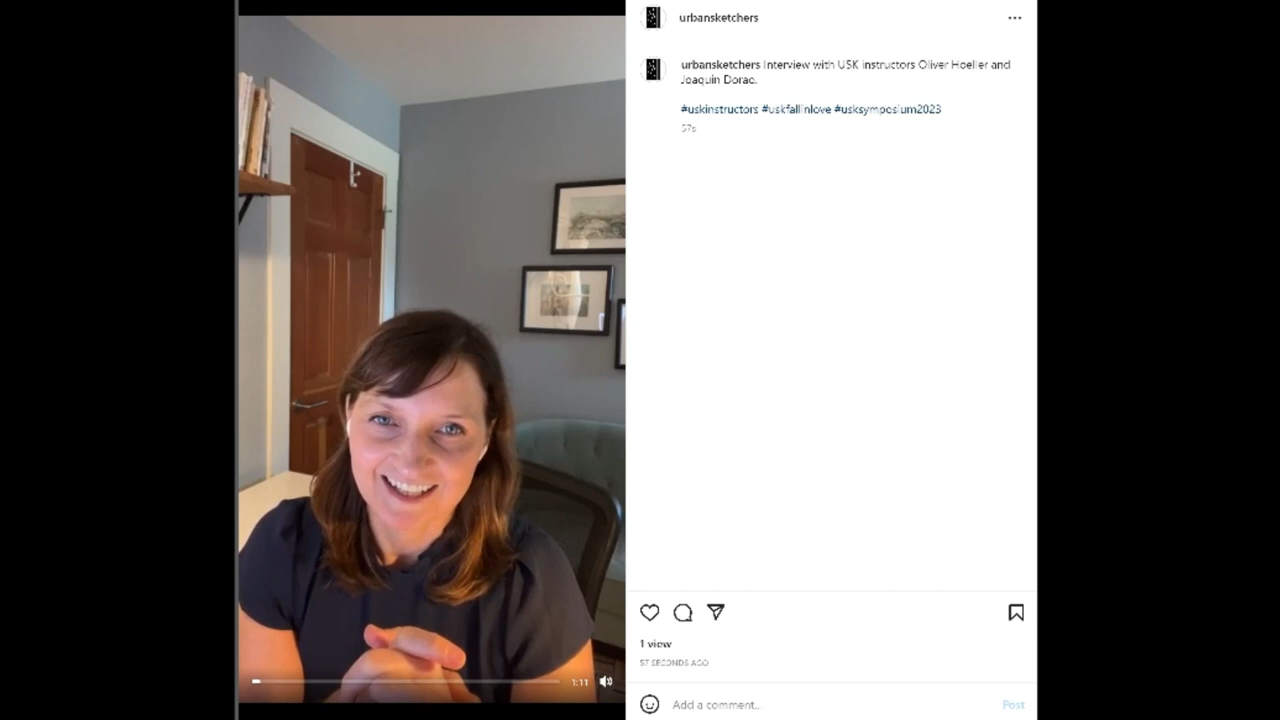 urbansketchers
urbansketchers Interview with USK instructors Oliver Hoeller and
Joaquin Dorao.
#uskinstructors #uskfallinlove #usksymposium2023
57s
1:11
1 view
57 SECONDS AGO
Add a comment...
Post